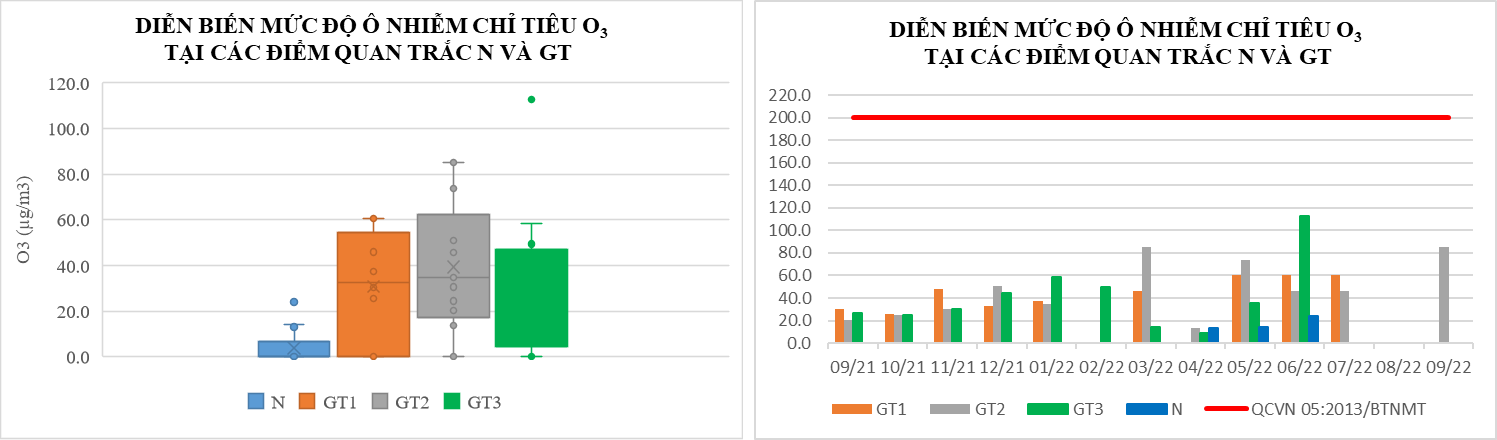 DIỄN BIẾN MỨC ĐỘ Ô NHIỄM CHỈ TIÊU O3
TẠI CÁC ĐIỂM QUAN TRẮC N VÀ GT
120.0
100.0
80.0
60.0
40.0
20.0
0.0
O3 (µg/m3)
N GT1 GT2 GT3
DIỄN BIẾN MỨC ĐỘ Ô NHIỄM CHỈ TIÊU O3
TẠI CÁC ĐIỂM QUAN TRẮC N VÀ GT
220.0
200.0
180.0
160.0
140.0
120.0
100.0
80.0
60.0
40.0
20.0
0.0
09/21 10/21 11/21 12/21 01/22 02/22 03/22 04/22 05/22 06/22 07/22 08/22 09/22
GT1 GT2 GT3 N QCVN 05:2013/BTNMT